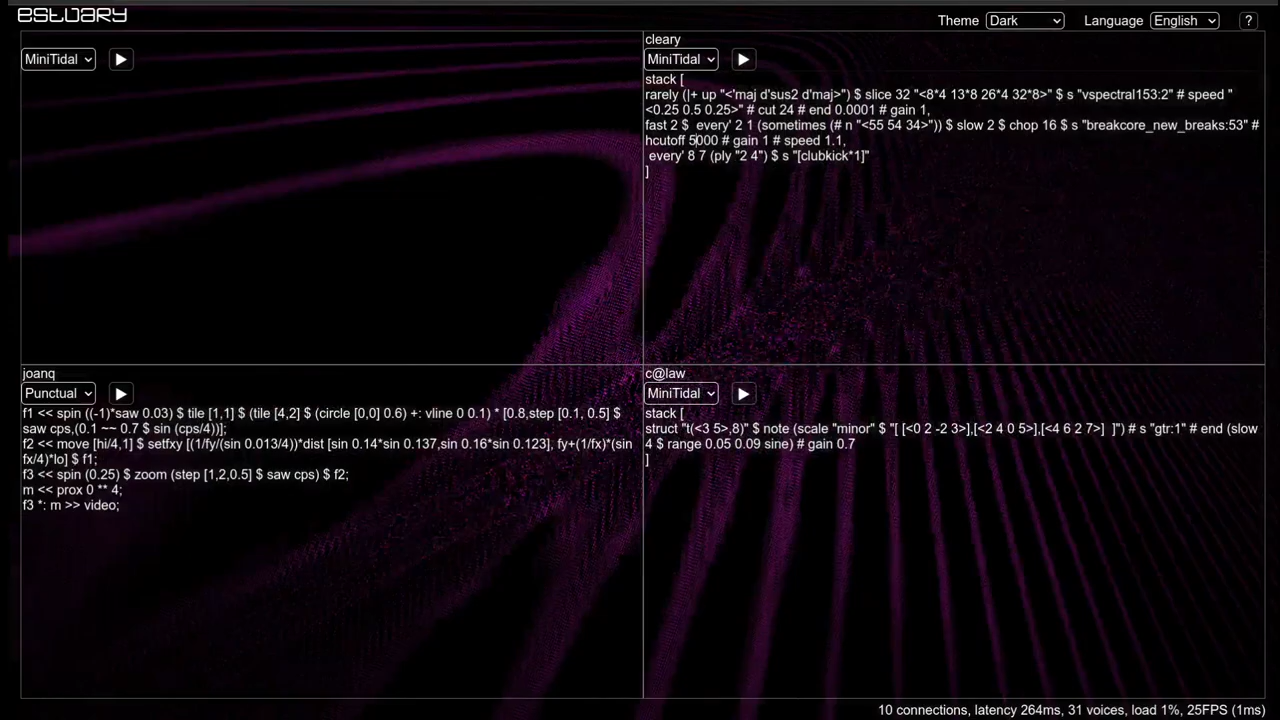 estuary
Theme Dark Language English ?
MiniTidal
cleary
MiniTidal
stack [
rarely (|+ up "<'maj d'sus2 d'maj>") $ slice 32 "<8*4 13*8 26*4 32*8>" $ s "vspectral153:2" # speed "
<0.25 0.5 0.25>" # cut 24 # end 0.0001 # gain 1,
fast 2 $  every' 2 1 (sometimes (# n "<55 54 34>")) $ slow 2 $ chop 16 $ s "breakcore_new_breaks:53" #
hcutoff 5000 # gain 1 # speed 1.1,
every' 8 7 (ply "2 4") $ s "[clubkick*1]"
]
joanq
Punctual
f1 << spin ((-1)*saw 0.03) $ tile [1,1] $ (tile [4,2] $ (circle [0,0] 0.6) +: vline 0 0.1) * [0.8,step [0.1, 0.5] $
saw cps,(0.1 ~~ 0.7 $ sin (cps/4))];
f2 << move [hi/4,1] $ setfxy [(1/fy/(sin 0.013/4))*dist [sin 0.14*sin 0.137,sin 0.16*sin 0.123], fy+(1/fx)*(sin
fx/4)*lo] $ f1;
f3 << spin (0.25) $ zoom (step [1,2,0.5] $ saw cps) $ f2;
m << prox 0 ** 4;
f3 *: m >> video;
c@law
MiniTidal
stack [
struct "t(<3 5>,8)" $ note (scale "minor" $ "[ [<0 2 -2 3>],[<2 4 0 5>],[<4 6 2 7>]  ]") # s "gtr:1" # end (slow
4 $ range 0.05 0.09 sine) # gain 0.7
]
10 connections, latency 264ms, 31 voices, load 1%, 25FPS (1ms)